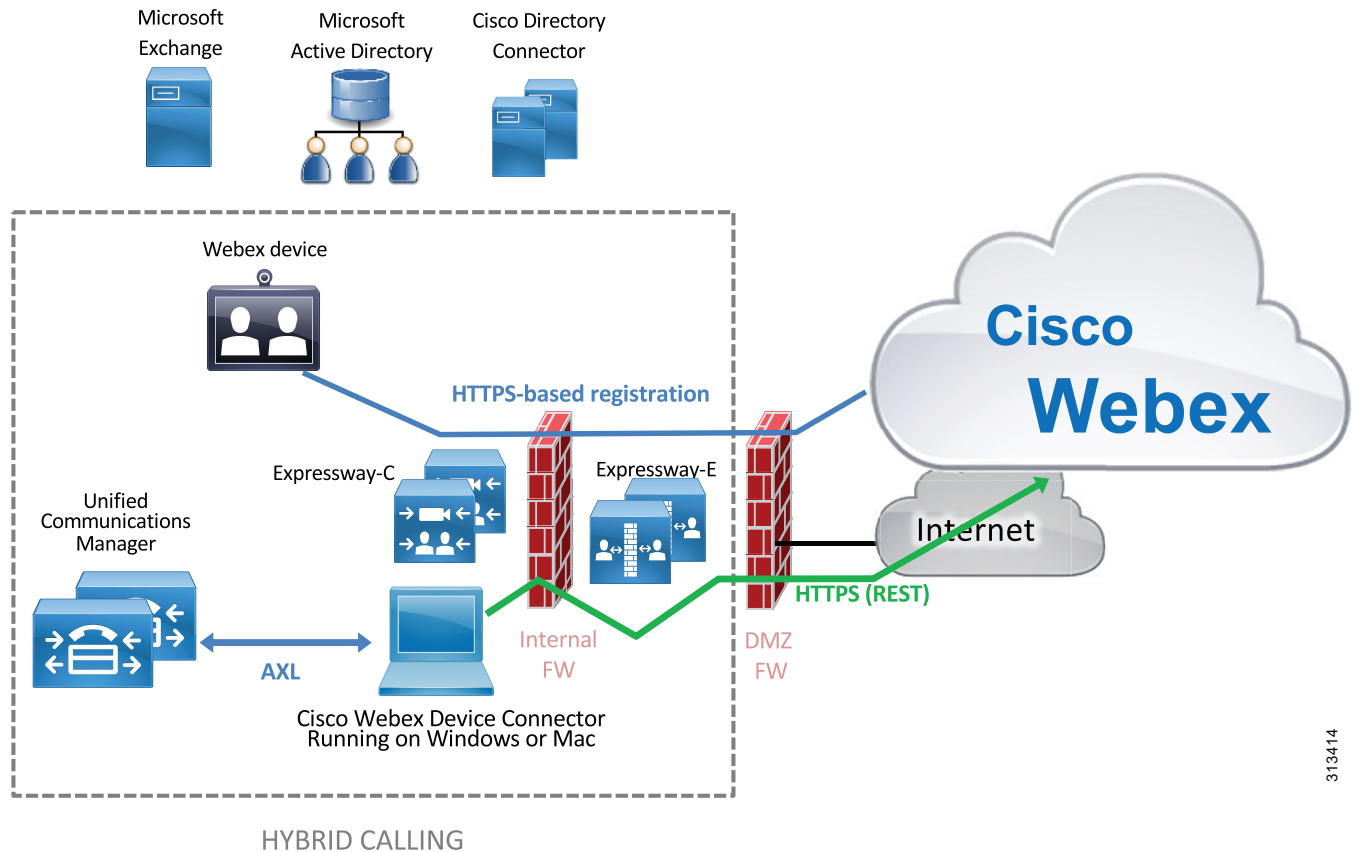 Microsoft
Exchange
Microsoft
Active Directory
Cisco Directory
Connector
Webex device
HTTPS-based registration
Cisco
Webex
Expressway-C
Expressway-E
Unified
Communications
Manager
Internet
HTTPS (REST)
AXL
Internal
FW
DMZ
FW
Cisco Webex Device Connector
Running on Windows or Mac
313414
HYBRID CALLING